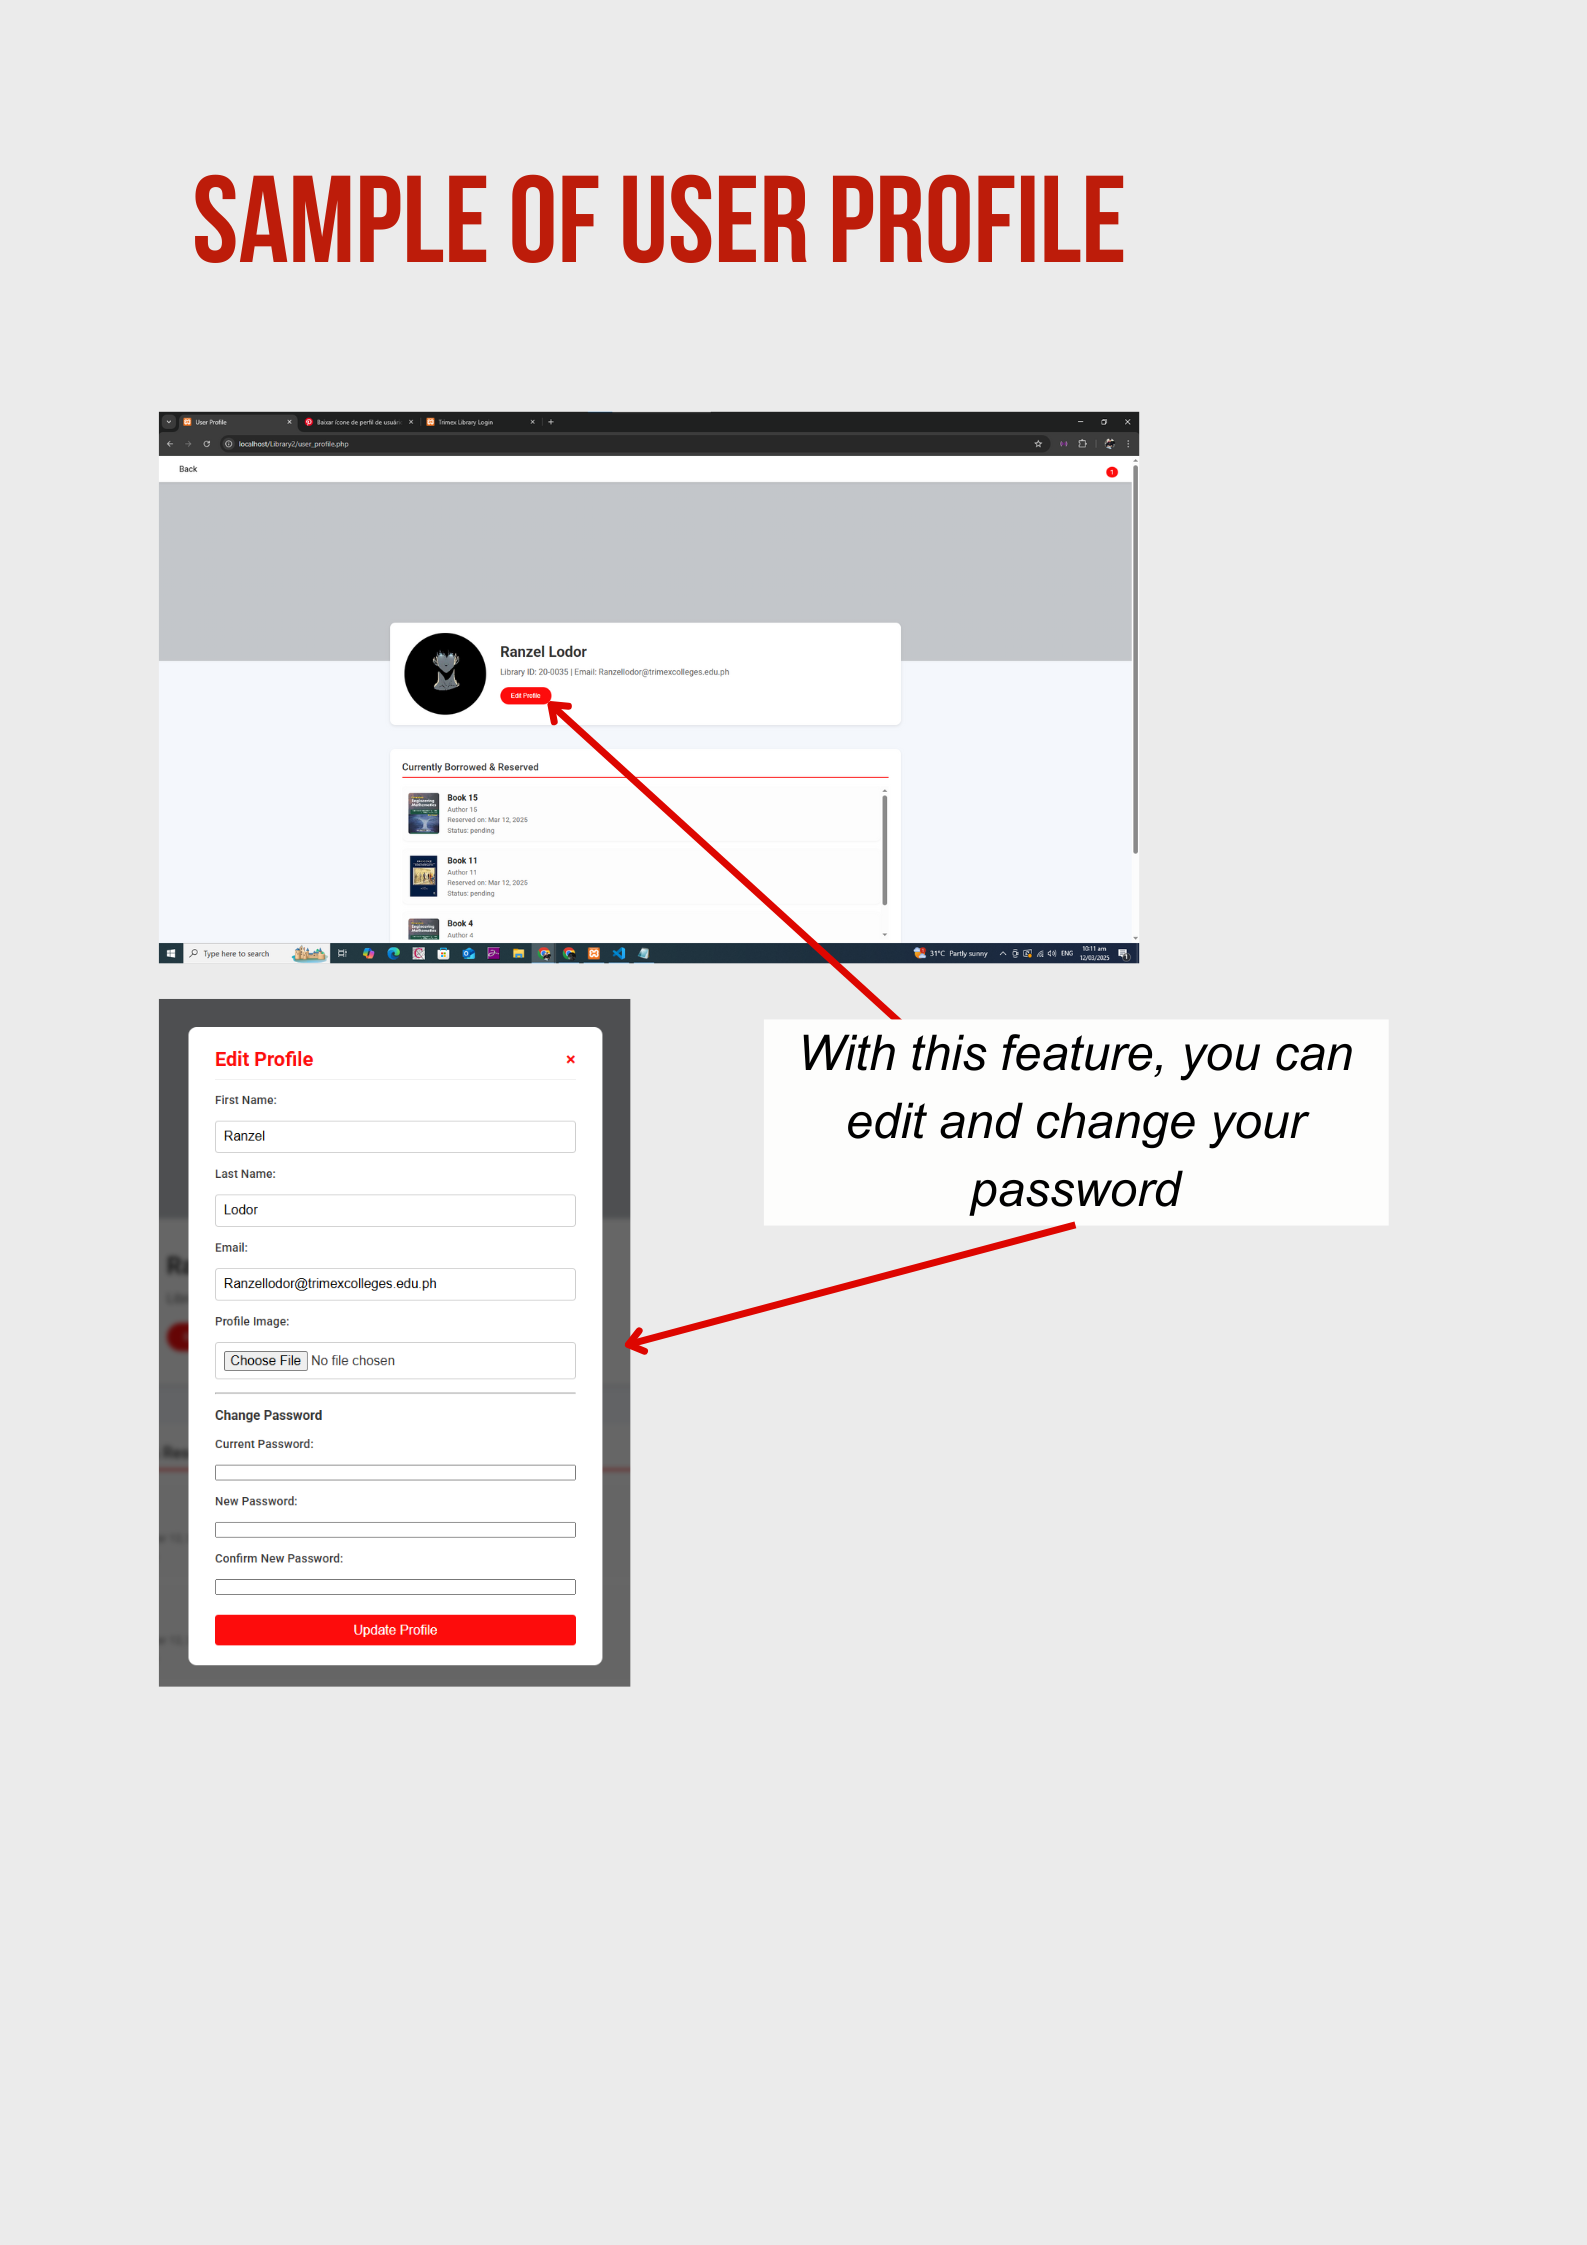 SAMPLE OF USER PROFILE
User Profile
Baixar ícone de perfil de usuári
Trimex Library Login
localhost/Library2/user_profile.php
Back
1
Ranzel Lodor
Library ID: 20-0035 | Email: Ranzellodor@trimexcolleges.edu.ph
Edit Profile
Currently Borrowed & Reserved
Engineering
Mathematics
Book 15
Author 15
Reserved on: Mar 12, 2025
Status: pending
Book 11
Author 11
Reserved on: Mar 12, 2025
Status: pending
Engineering
Mathematics
Book 4
Author 4
Type here to search
31°C Partly sunny
ENG
10:11 am
12/03/2025
Edit Profile
×
First Name:
Ranzel
Last Name:
Lodor
Email:
Ranzellodor@trimexcolleges.edu.ph
Profile Image:
Choose File No file chosen
Change Password
Current Password:
New Password:
Confirm New Password:
Update Profile
With this feature, you can
edit and change your
password